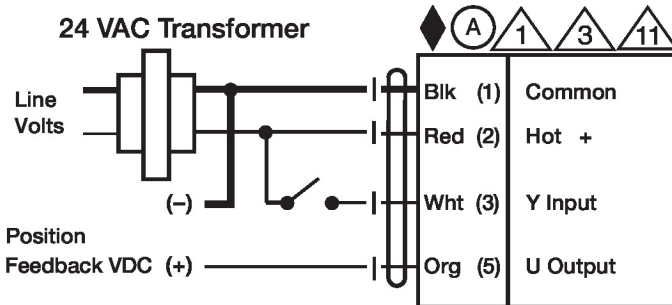 24 VAC Transformer
A 1 3 11
Line
Volts
Blk (1) Common
Red (2) Hot +
(–)
Wht (3) Y Input
Position
Feedback VDC (+)
Org (5) U Output